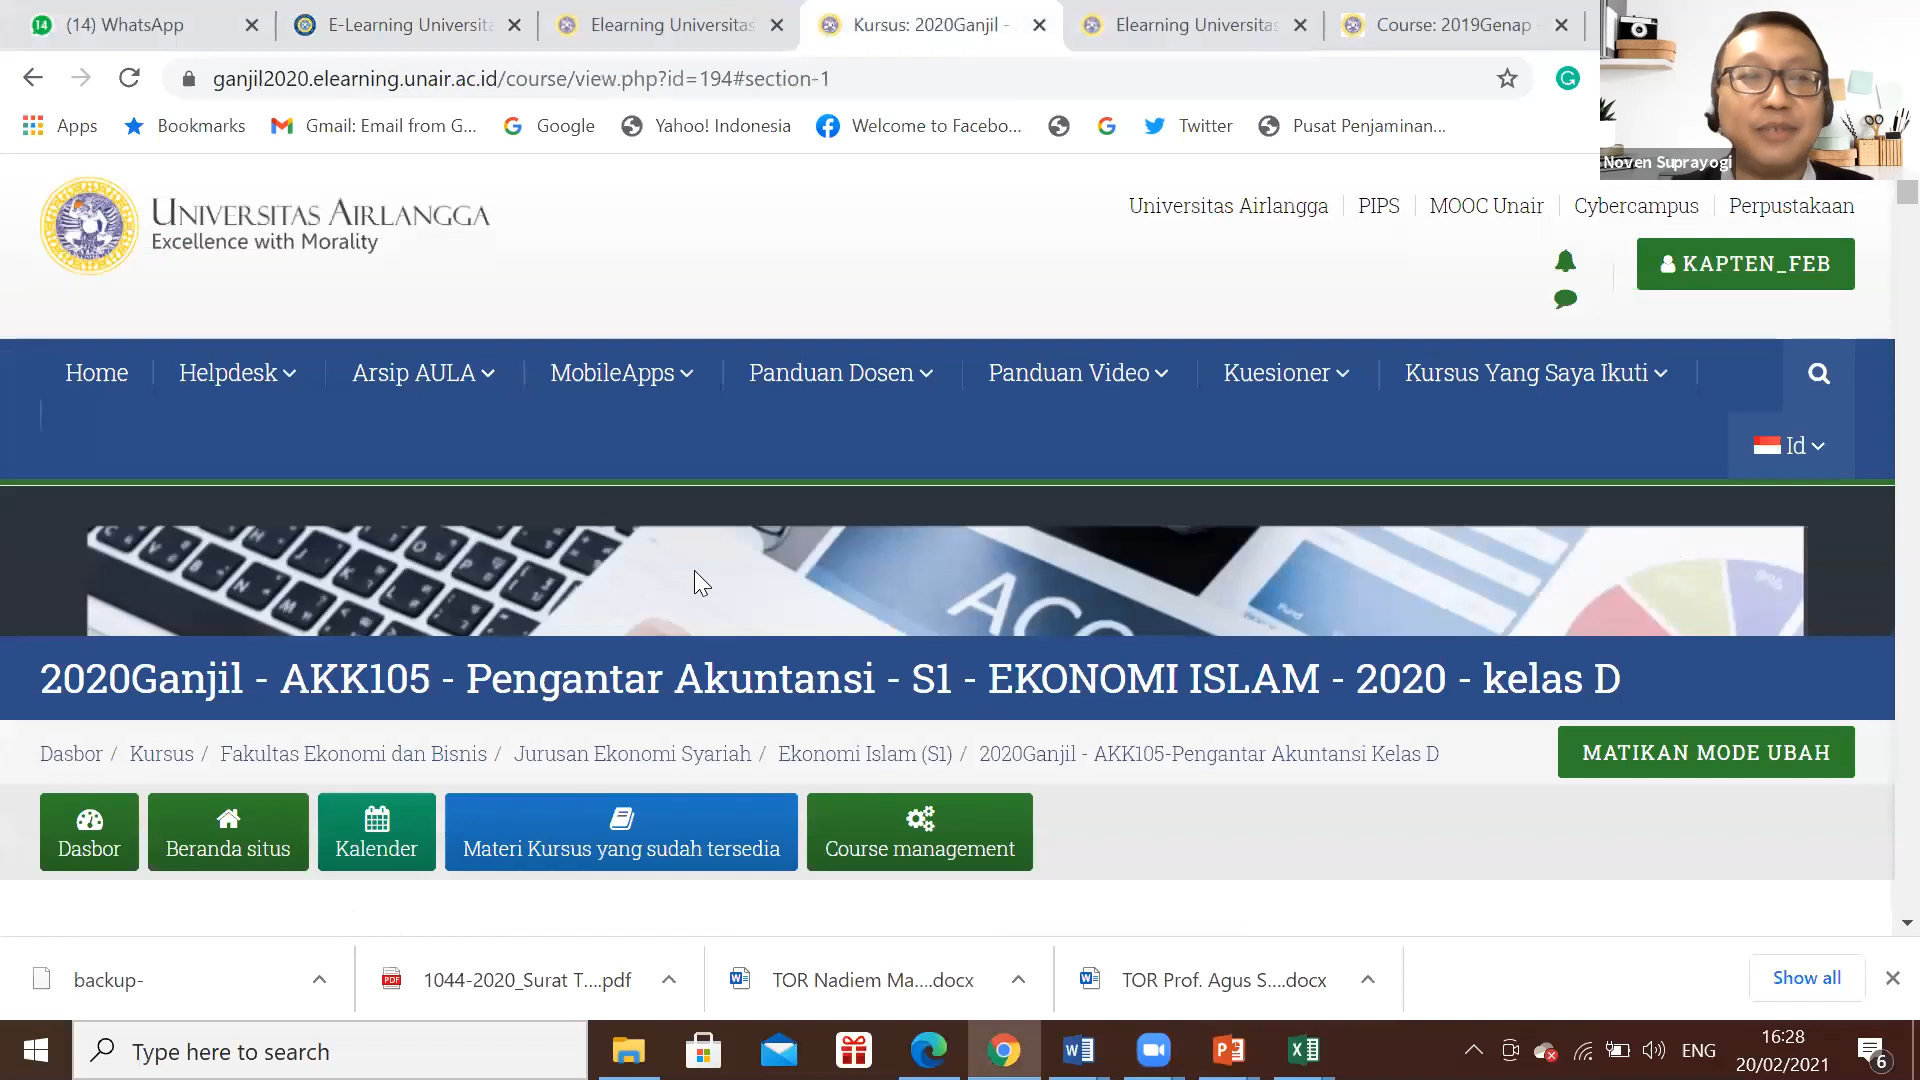 (14) WhatsApp
E-Learning Universita
Elearning Universitas
Kursus: 2020Ganjil -
Elearning Universitas
Course: 2019Genap -
ganjil2020.elearning.unair.ac.id/course/view.php?id=194#section-1
Apps
Bookmarks
Gmail: Email from G...
Google
Yahoo! Indonesia
Welcome to Facebo...
Twitter
Pusat Penjaminan...
Noven Suprayogi
UNIVERSITAS AIRLANGGA
Excellence with Morality
Universitas Airlangga
PIPS
MOOC Unair
Cybercampus
Perpustakaan
KAPTEN_FEB
Home
Helpdesk
Arsip AULA
MobileApps
Panduan Dosen
Panduan Video
Kuesioner
Kursus Yang Saya Ikuti
Id
ACC
Fund
2020Ganjil - AKK105 - Pengantar Akuntansi - S1 - EKONOMI ISLAM - 2020 - kelas D
Dasbor / Kursus / Fakultas Ekonomi dan Bisnis / Jurusan Ekonomi Syariah / Ekonomi Islam (S1) / 2020Ganjil - AKK105-Pengantar Akuntansi Kelas D
MATIKAN MODE UBAH
Dasbor
Beranda situs
Kalender
Materi Kursus yang sudah tersedia
Course management
backup-
1044-2020_Surat T....pdf
TOR Nadiem Ma....docx
TOR Prof. Agus S....docx
Show all
Type here to search
ENG
16:28
20/02/2021
6